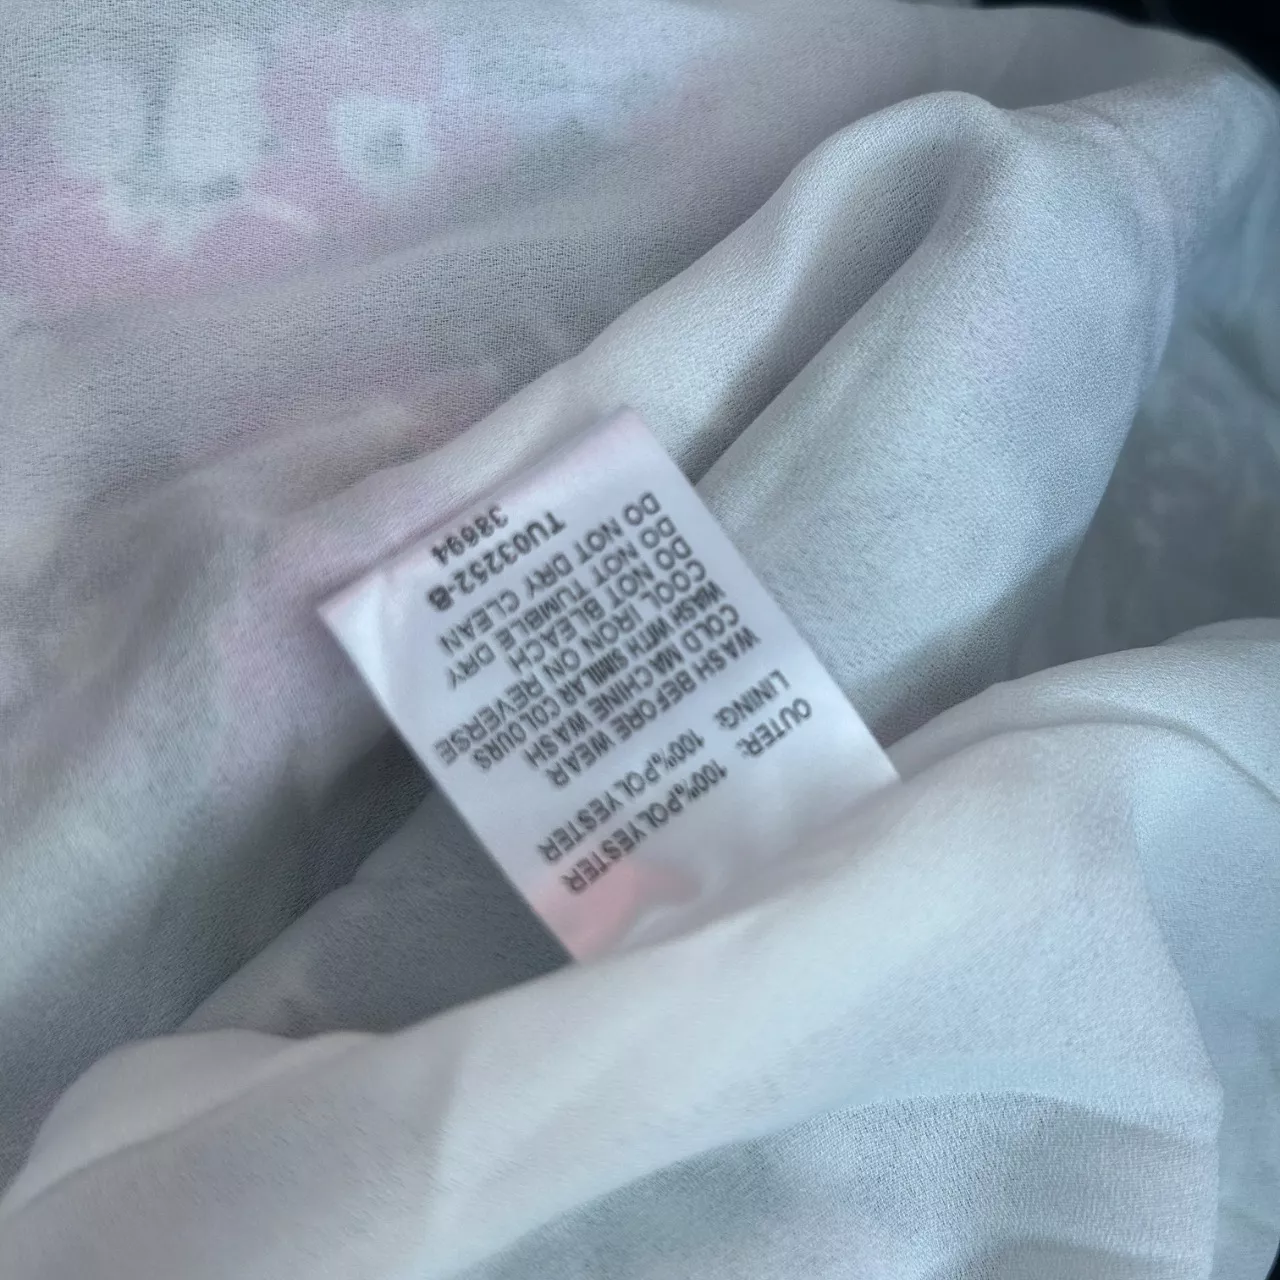 OUTER: 100%POLYESTER
LINING: 100%POLYESTER
WASH BEFORE WEAR
COLD MACHINE WASH
WASH WITH SIMILAR COLOURS
COOL IRON ON REVERSE
DO NOT BLEACH
DO NOT TUMBLE DRY
DO NOT DRY CLEAN
TU03252-B
38694